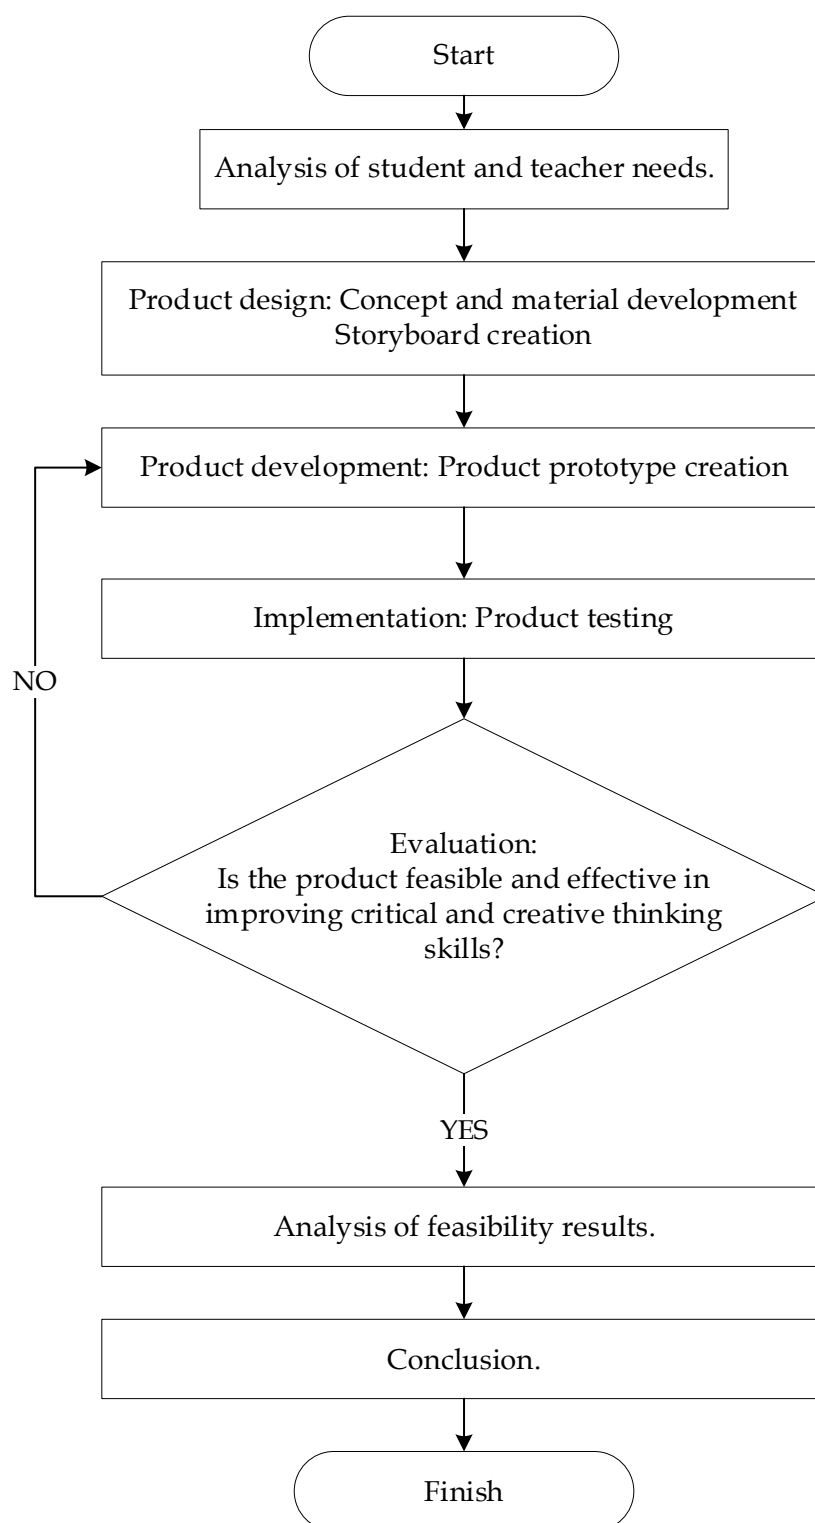 Start
Analysis of student and teacher needs.
Product design: Concept and material development
Storyboard creation
Product development: Product prototype creation
Implementation: Product testing
NO
Evaluation:
Is the product feasible and effective in
improving critical and creative thinking
skills?
YES
Analysis of feasibility results.
Conclusion.
Finish